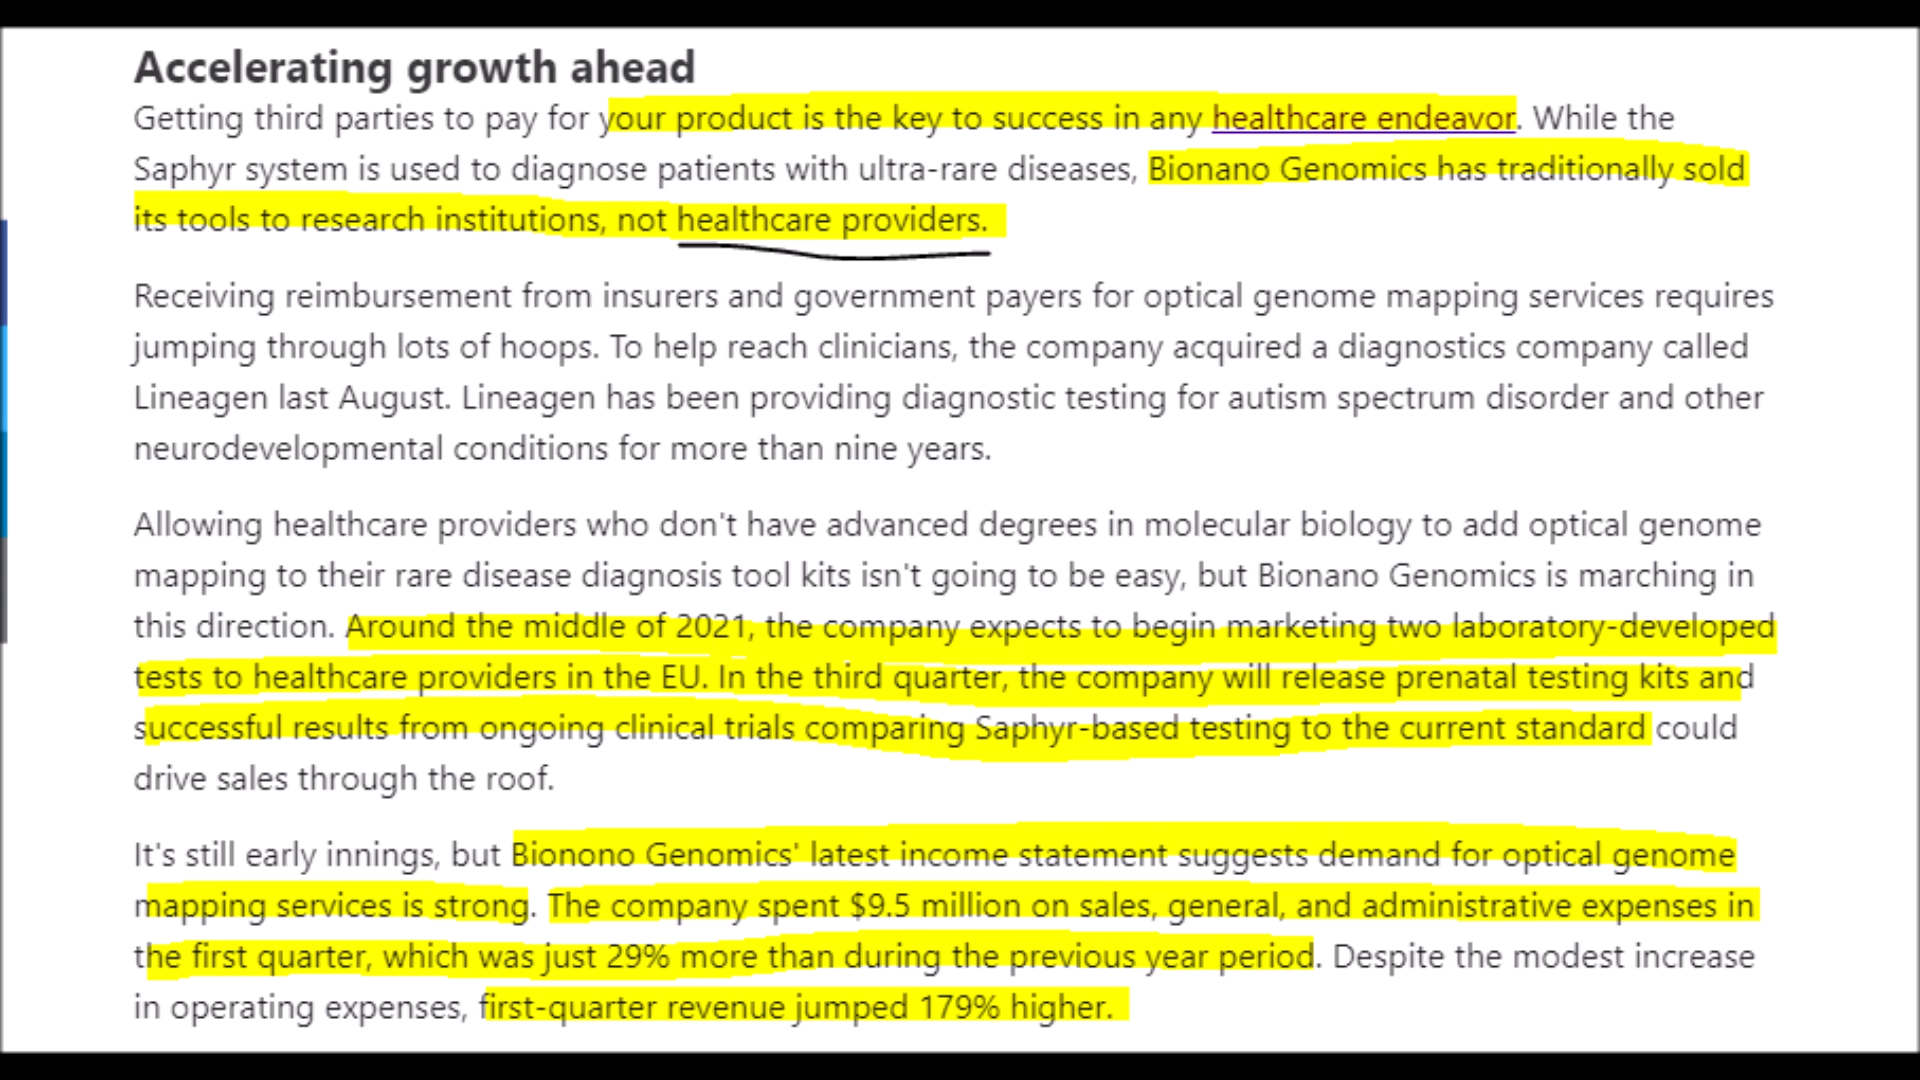 Accelerating growth ahead
Getting third parties to pay for your product is the key to success in any healthcare endeavor. While the
Saphyr system is used to diagnose patients with ultra-rare diseases, Bionano Genomics has traditionally sold
its tools to research institutions, not healthcare providers.
Receiving reimbursement from insurers and government payers for optical genome mapping services requires
jumping through lots of hoops. To help reach clinicians, the company acquired a diagnostics company called
Lineagen last August. Lineagen has been providing diagnostic testing for autism spectrum disorder and other
neurodevelopmental conditions for more than nine years.
Allowing healthcare providers who don't have advanced degrees in molecular biology to add optical genome
mapping to their rare disease diagnosis tool kits isn't going to be easy, but Bionano Genomics is marching in
this direction. Around the middle of 2021, the company expects to begin marketing two laboratory-developed
tests to healthcare providers in the EU. In the third quarter, the company will release prenatal testing kits and
successful results from ongoing clinical trials comparing Saphyr-based testing to the current standard could
drive sales through the roof.
It's still early innings, but Bionono Genomics' latest income statement suggests demand for optical genome
mapping services is strong. The company spent $9.5 million on sales, general, and administrative expenses in
the first quarter, which was just 29% more than during the previous year period. Despite the modest increase
in operating expenses, first-quarter revenue jumped 179% higher.